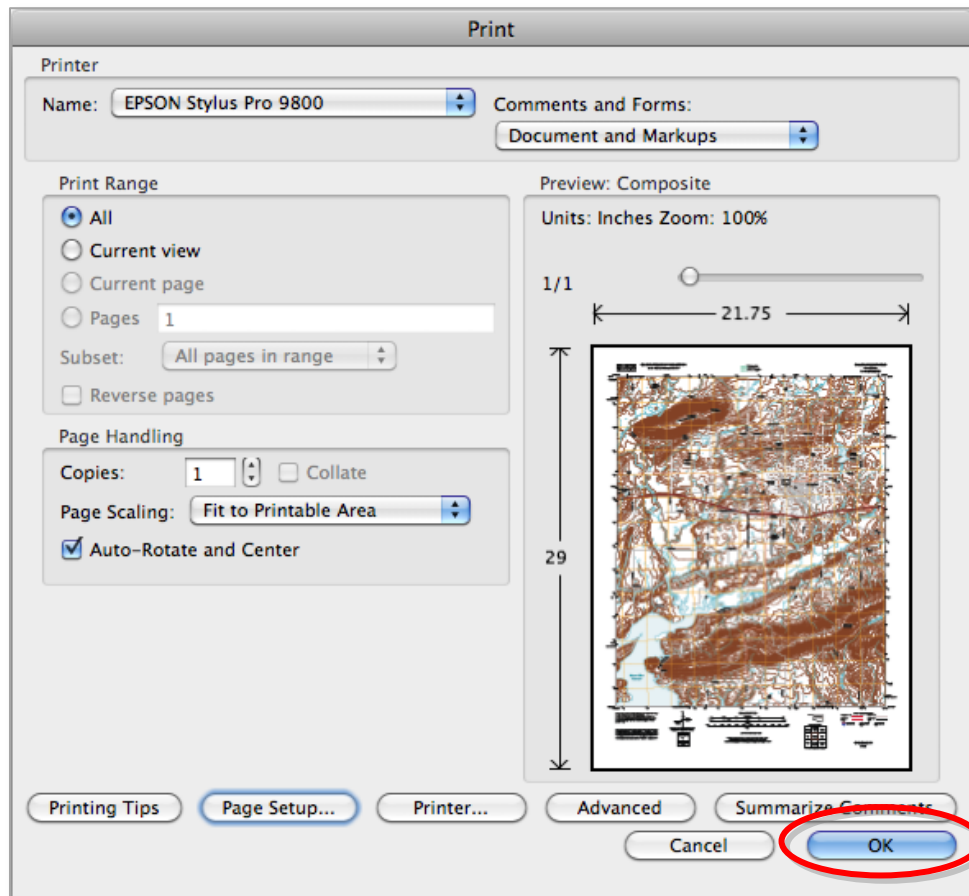 Print
Printer
Name: EPSON Stylus Pro 9800
Comments and Forms:
Document and Markups
Print Range
All
Current view
Current page
Pages 1
Subset: All pages in range
Reverse pages
Page Handling
Copies: 1 Collate
Page Scaling: Fit to Printable Area
Auto-Rotate and Center
Preview: Composite
Units: Inches Zoom: 100%
1/1
21.75
29
Printing Tips
Page Setup...
Printer...
Advanced
Summarize Comments
Cancel
OK